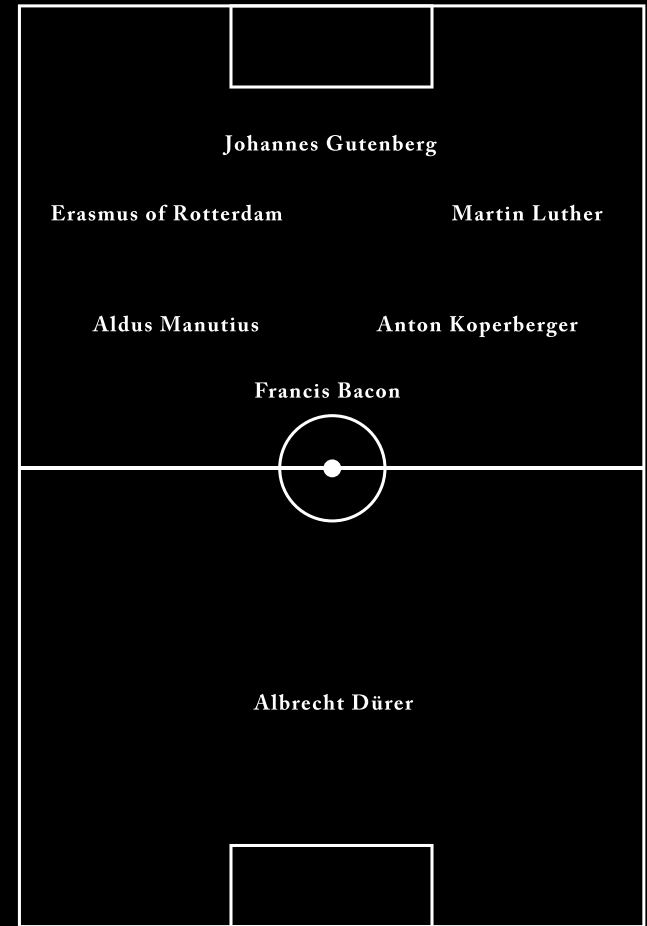 Johannes Gutenberg
Erasmus of Rotterdam
Martin Luther
Aldus Manutius
Anton Koperberger
Francis Bacon
Albrecht Dürer